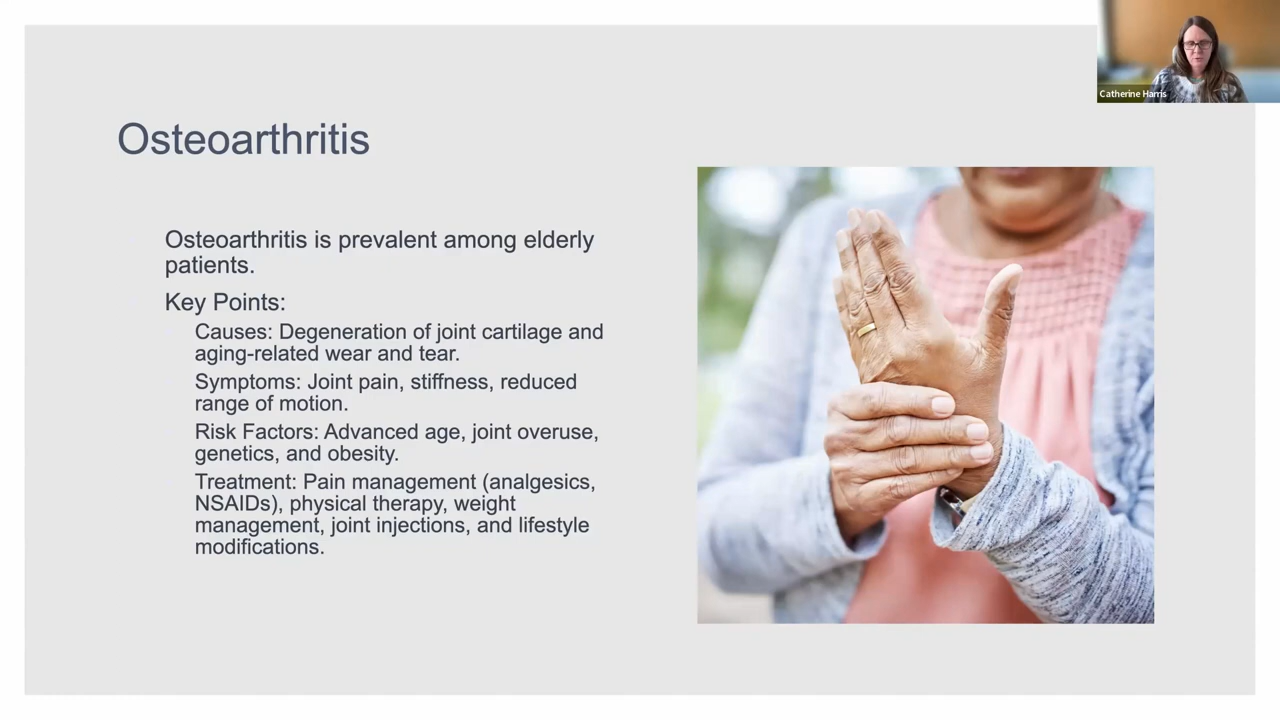 Catherine Harris
Osteoarthritis
Osteoarthritis is prevalent among elderly
patients.
Key Points:
Causes: Degeneration of joint cartilage and
aging-related wear and tear.
Symptoms: Joint pain, stiffness, reduced
range of motion.
Risk Factors: Advanced age, joint overuse,
genetics, and obesity.
Treatment: Pain management (analgesics,
NSAIDs), physical therapy, weight
management, joint injections, and lifestyle
modifications.